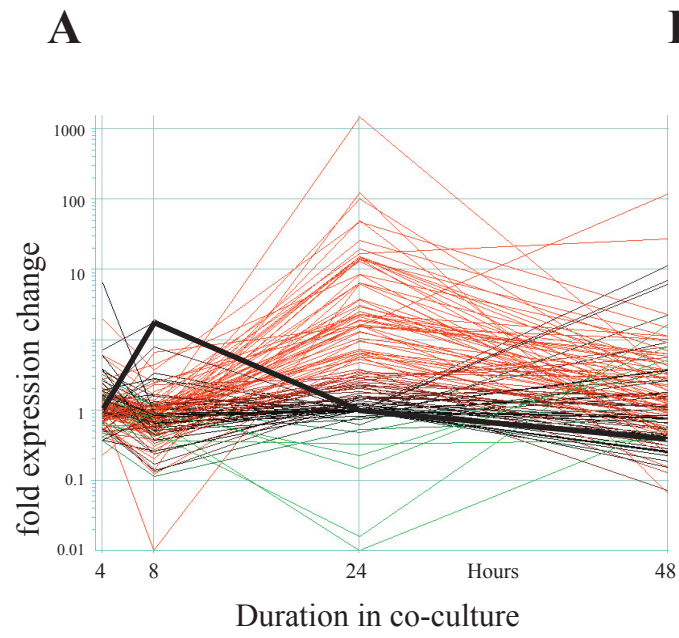 A
1000
100
10
1
0.1
0.01
fold expression change
4 8 24 Hours 48
Duration in co-culture